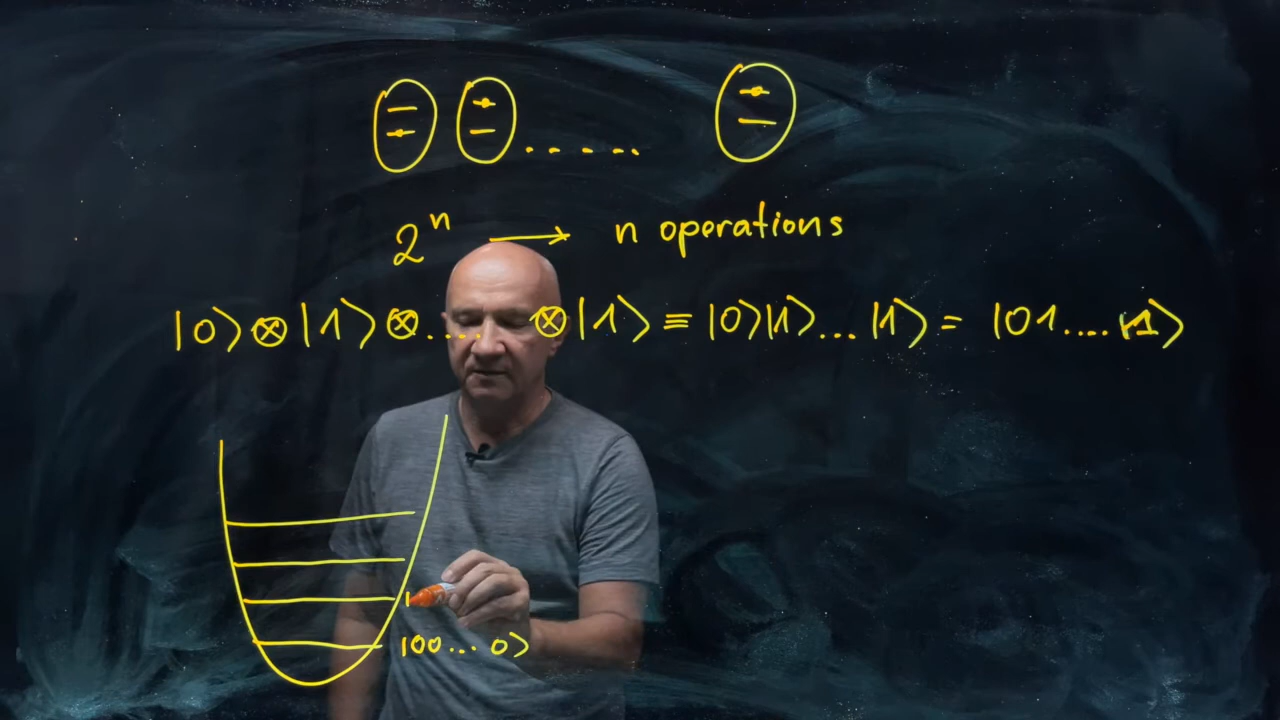 .....
2ⁿ ⟶ n operations
|0⟩⊗|1⟩⊗.... ⊗|1⟩≡|0⟩|1⟩...|1⟩= |01....1⟩
|00... 0⟩